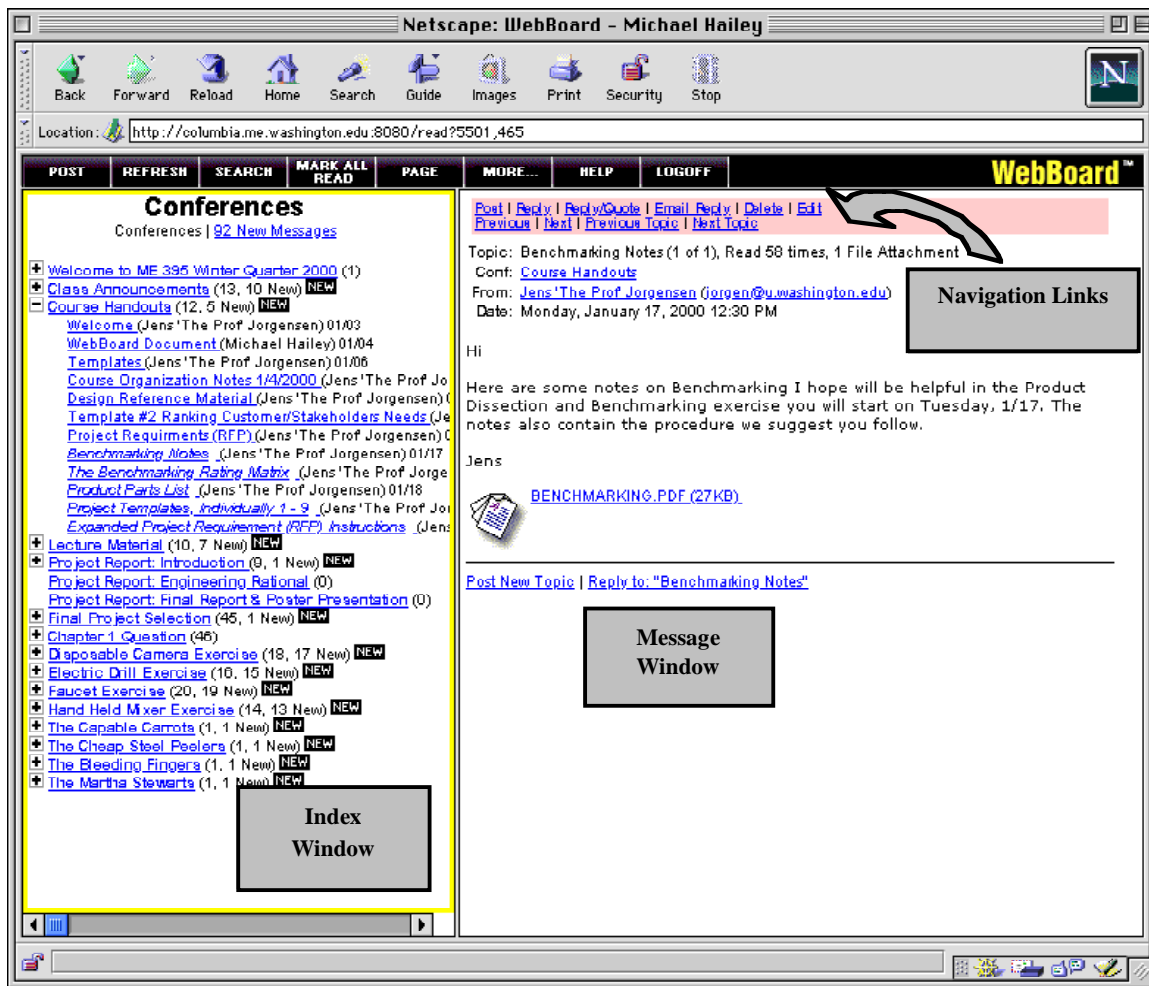 Netscape: WebBoard - Michael Hailey
Back Forward Reload Home Search Guide Images Print Security Stop
N
Location: http://columbia.me.washington.edu:8080/read?5501,465
POST REFRESH SEARCH MARK ALL READ PAGE MORE... HELP LOGOFF WebBoard™
Conferences
Conferences | 92 New Messages
Welcome to ME 395 Winter Quarter 2000 (1)
Class Announcements (13, 10 New) NEW
Course Handouts (12, 5 New) NEW
Welcome (Jens 'The Prof' Jorgensen) 01/03
WebBoard Document (Michael Hailey) 01/04
Templates (Jens 'The Prof' Jorgensen) 01/06
Course Organization Notes 1/4/2000 (Jens 'The Prof' Jo
Design Reference Material (Jens 'The Prof' Jorgensen) (
Template #2 Ranking Customer/Stakeholders Needs (Je
Project Requirments (RFP) (Jens 'The Prof' Jorgensen) 0
Benchmarking Notes (Jens 'The Prof' Jorgensen) 01/17
The Benchmarking Rating Matrix (Jens 'The Prof' Jorge
Product Parts List (Jens 'The Prof' Jorgensen) 01/18
Project Templates, Individually 1 - 9 (Jens 'The Prof' Jor
Expanded Project Requirement (RFP) Instructions (Jens
Lecture Material (10, 7 New) NEW
Project Report: Introduction (9, 1 New) NEW
Project Report: Engineering Rational (0)
Project Report: Final Report & Poster Presentation (0)
Final Project Selection (45, 1 New) NEW
Chapter 1 Question (46)
Disposable Camera Exercise (18, 17 New) NEW
Electric Drill Exercise (16, 15 New) NEW
Faucet Exercise (20, 19 New) NEW
Hand Held Mixer Exercise (14, 13 New) NEW
The Capable Carrots (1, 1 New) NEW
The Cheap Steel Peelers (1, 1 New) NEW
The Bleeding Fingers (1, 1 New) NEW
The Martha Stewarts (1, 1 New) NEW
Index
Window
Post | Reply | Reply/Quote | Email Reply | Delete | Edit
Previous | Next | Previous Topic | Next Topic
Topic: Benchmarking Notes (1 of 1), Read 58 times, 1 File Attachment
Conf: Course Handouts
From: Jens 'The Prof' Jorgensen (jorgen@u.washington.edu)
Date: Monday, January 17, 2000 12:30 PM
Navigation Links
Hi
Here are some notes on Benchmarking I hope will be helpful in the Product
Dissection and Benchmarking exercise you will start on Tuesday, 1/17. The
notes also contain the procedure we suggest you follow.
Jens
BENCHMARKING.PDF (27KB)
Post New Topic | Reply to: "Benchmarking Notes"
Message
Window